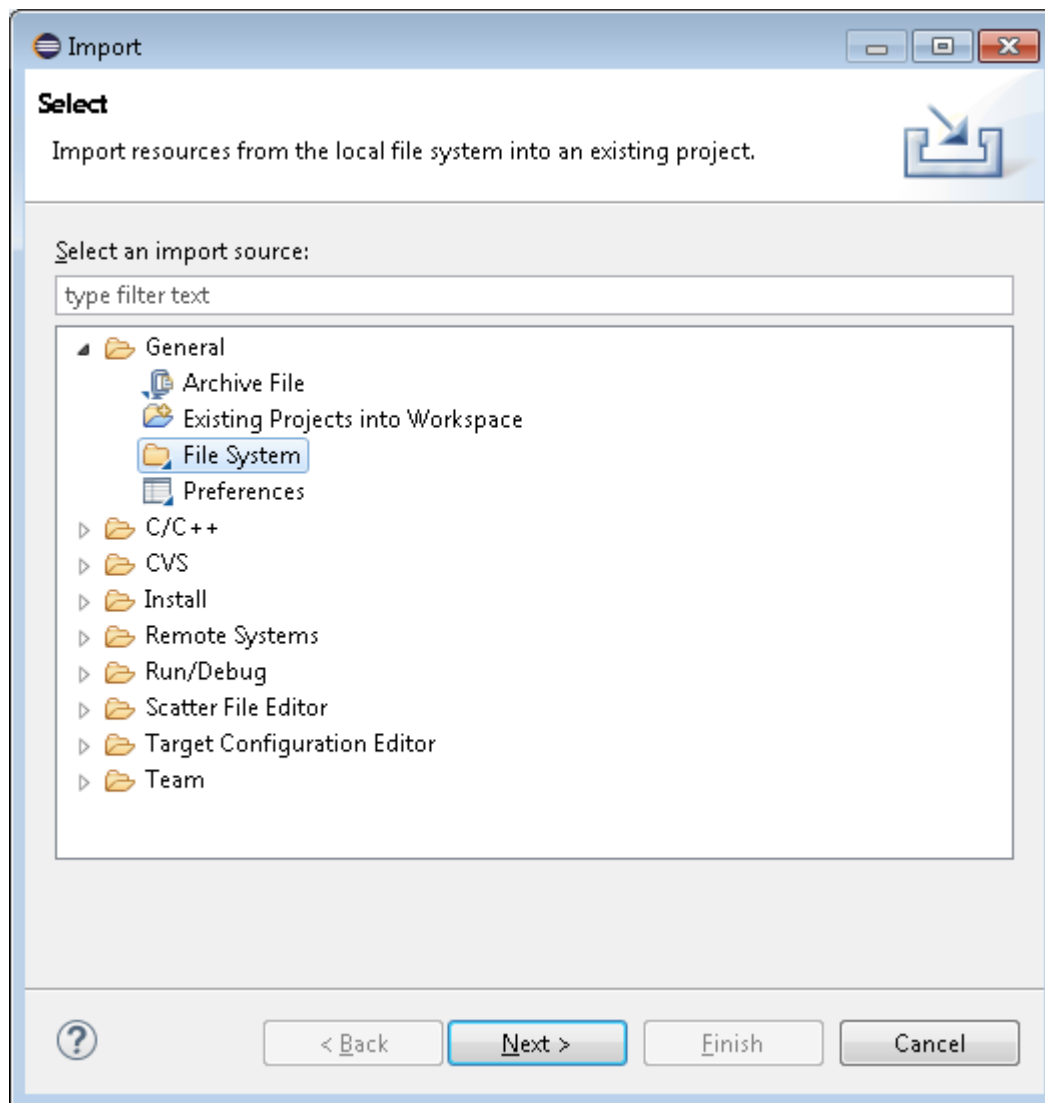 Import
Select
Import resources from the local file system into an existing project.
Select an import source:
type filter text
General
Archive File
Existing Projects into Workspace
File System
Preferences
C/C++
CVS
Install
Remote Systems
Run/Debug
Scatter File Editor
Target Configuration Editor
Team
? < Back Next > Finish Cancel